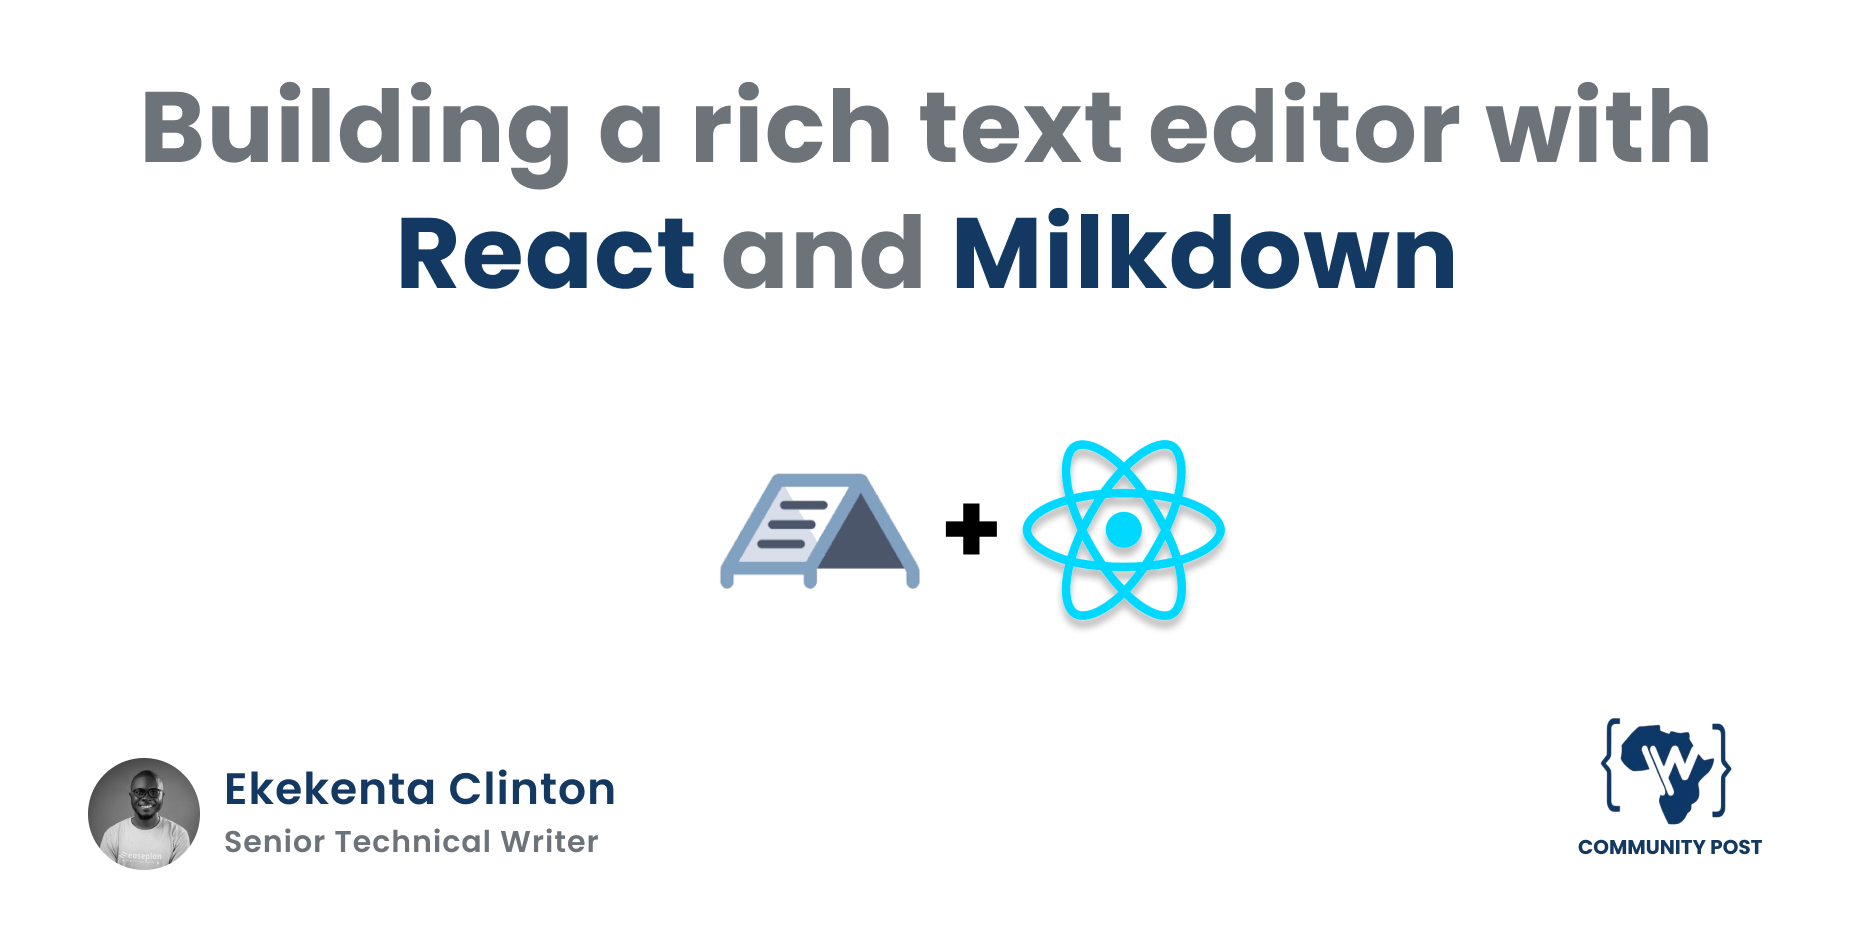 Building a rich text editor with
React and Milkdown
Ekekenta Clinton
Senior Technical Writer
W
COMMUNITY POST